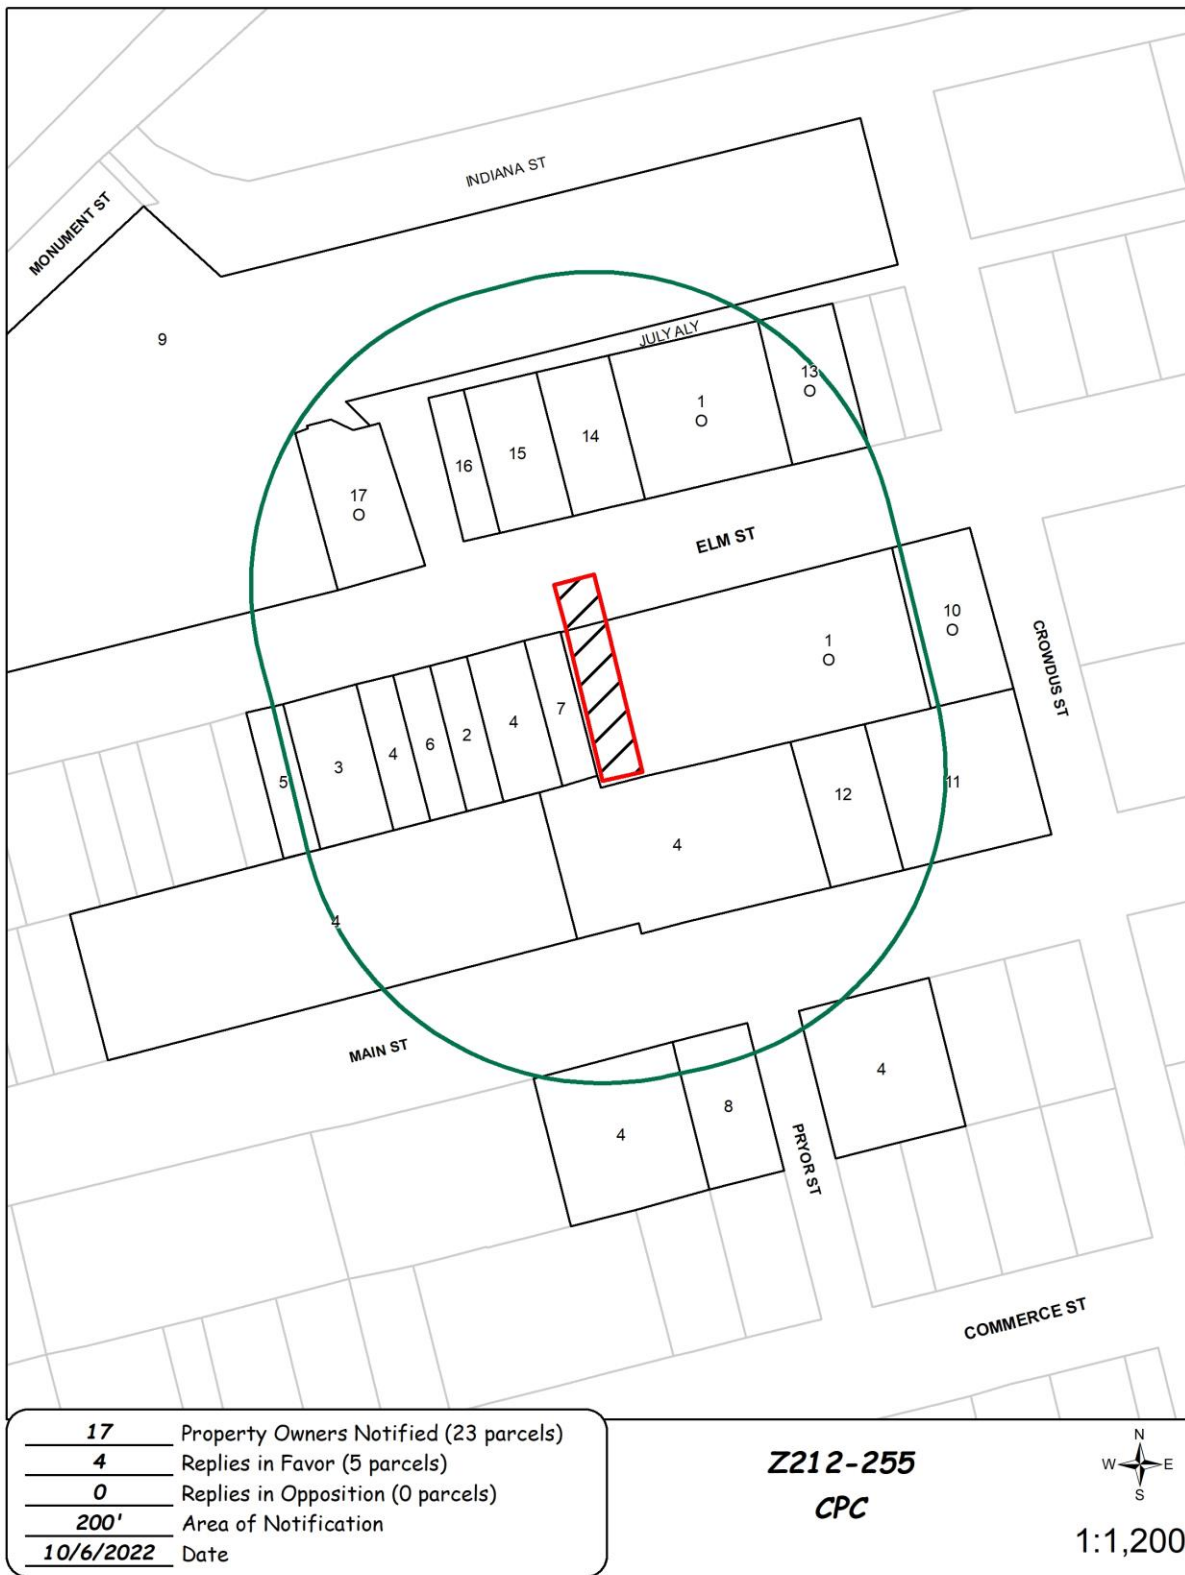 INDIANA ST
MONUMENT ST
9
JULY ALY
13
O
1
O
14
15
16
17
O
ELM ST
10
O
CROWDUS ST
1
O
7
4
2
6
4
3
5
12
11
4
4
MAIN ST
4
8
4
PRYOR ST
COMMERCE ST
17 Property Owners Notified (23 parcels)
4 Replies in Favor (5 parcels)
0 Replies in Opposition (0 parcels)
200' Area of Notification
10/6/2022 Date
Z212-255
CPC
N
W E
S
1:1,200